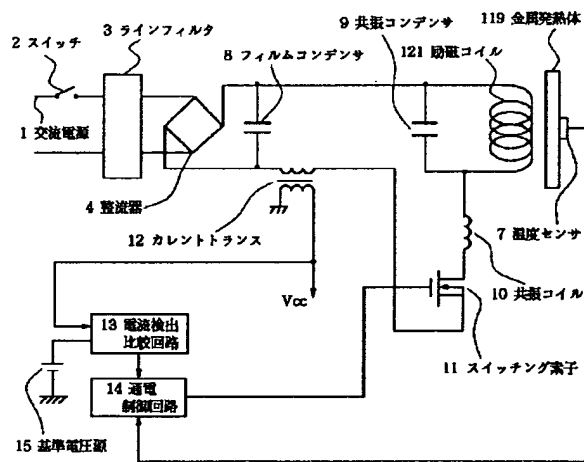 119 金属発熱体
9 共振コンデンサ
3 ラインフィルタ
121 励磁コイル
2 スイッチ
8 フィルムコンデンサ
1 交流電源
4 整流器
7 温度センサ
12 カレントトランス
10 共振コイル
Vcc
13 電流検出
比較回路
11 スイッチング素子
14 通電
制御回路
15 基準電圧源